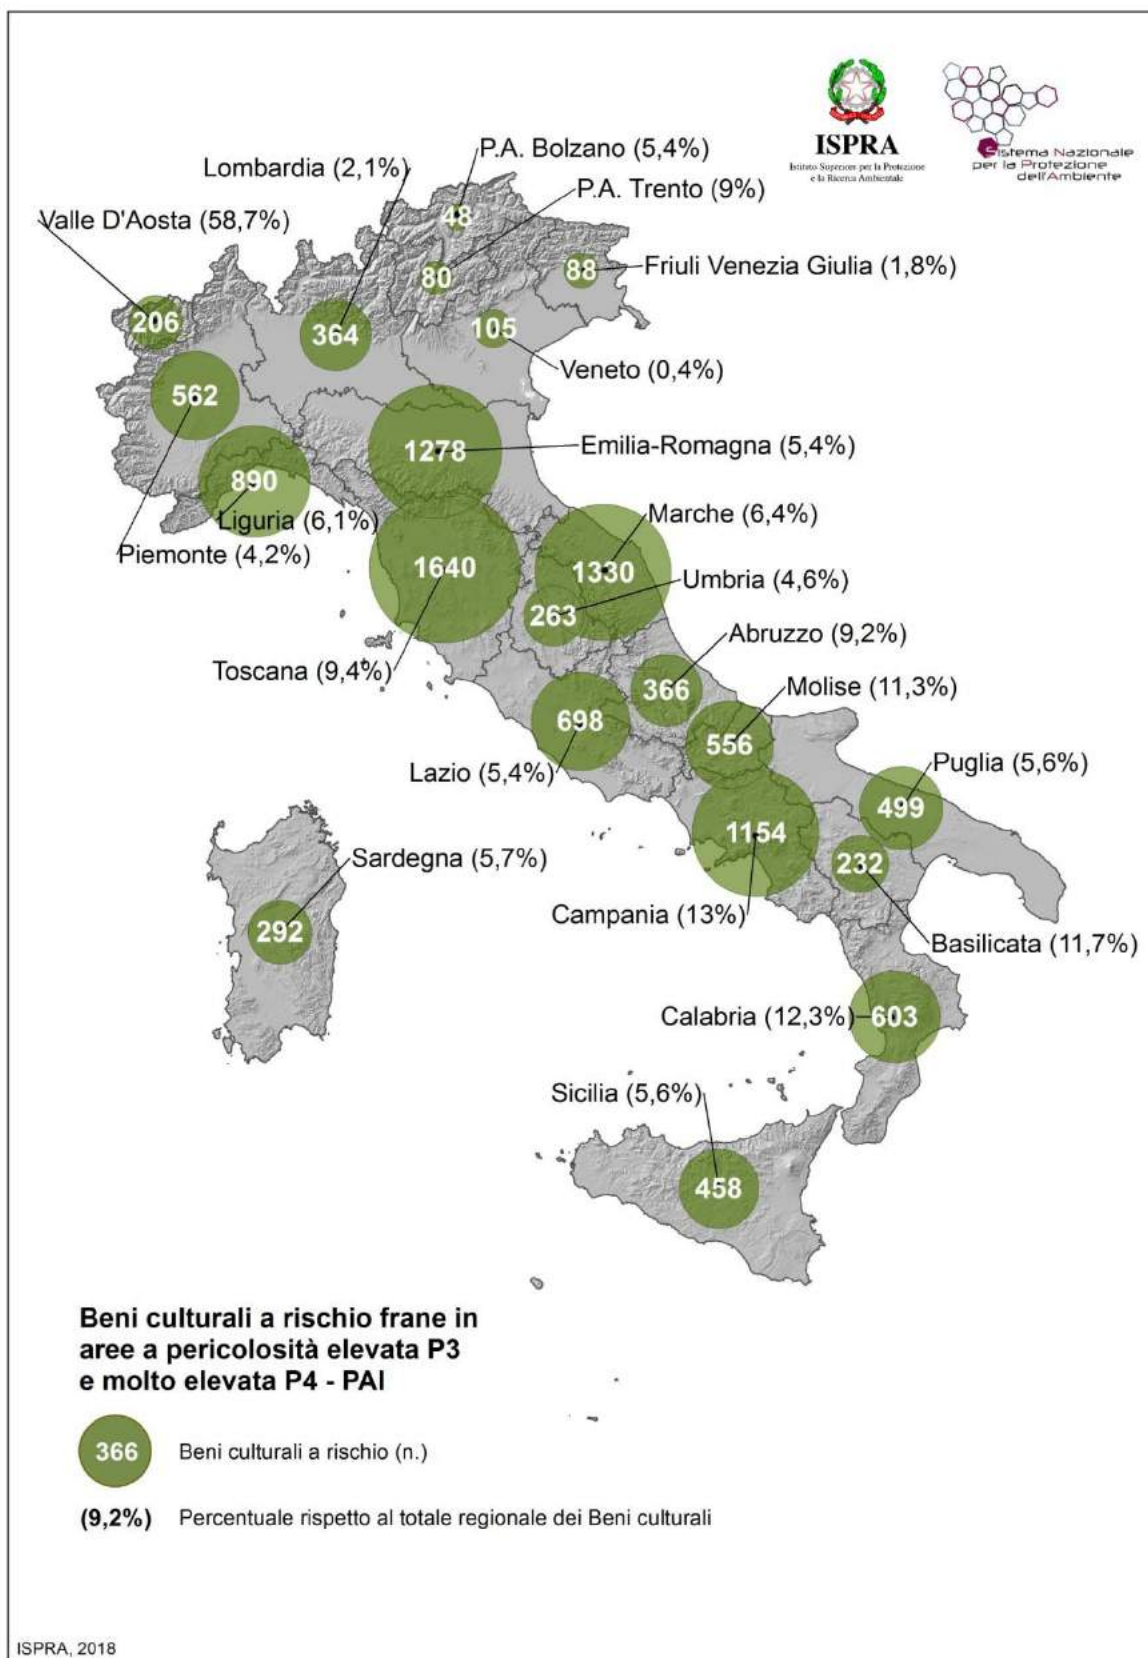 ISPRA
Istituto Superiore per la Protezione
e la Ricerca Ambientale
Sistema Nazionale
per la Protezione
dell'Ambiente
P.A. Bolzano (5,4%)
Lombardia (2,1%)
P.A. Trento (9%)
Valle D'Aosta (58,7%)
48
80
88
Friuli Venezia Giulia (1,8%)
206
364
105
Veneto (0,4%)
562
1278
Emilia-Romagna (5,4%)
890
Liguria (6,1%)
Piemonte (4,2%)
Marche (6,4%)
1640
1330
Umbria (4,6%)
263
Abruzzo (9,2%)
Toscana (9,4%)
366
Molise (11,3%)
698
556
Lazio (5,4%)
Puglia (5,6%)
499
1154
232
Sardegna (5,7%)
Campania (13%)
292
Basilicata (11,7%)
Calabria (12,3%)
603
Sicilia (5,6%)
458
Beni culturali a rischio frane in
aree a pericolosità elevata P3
e molto elevata P4 - PAI
366 Beni culturali a rischio (n.)
(9,2%) Percentuale rispetto al totale regionale dei Beni culturali
ISPRA, 2018